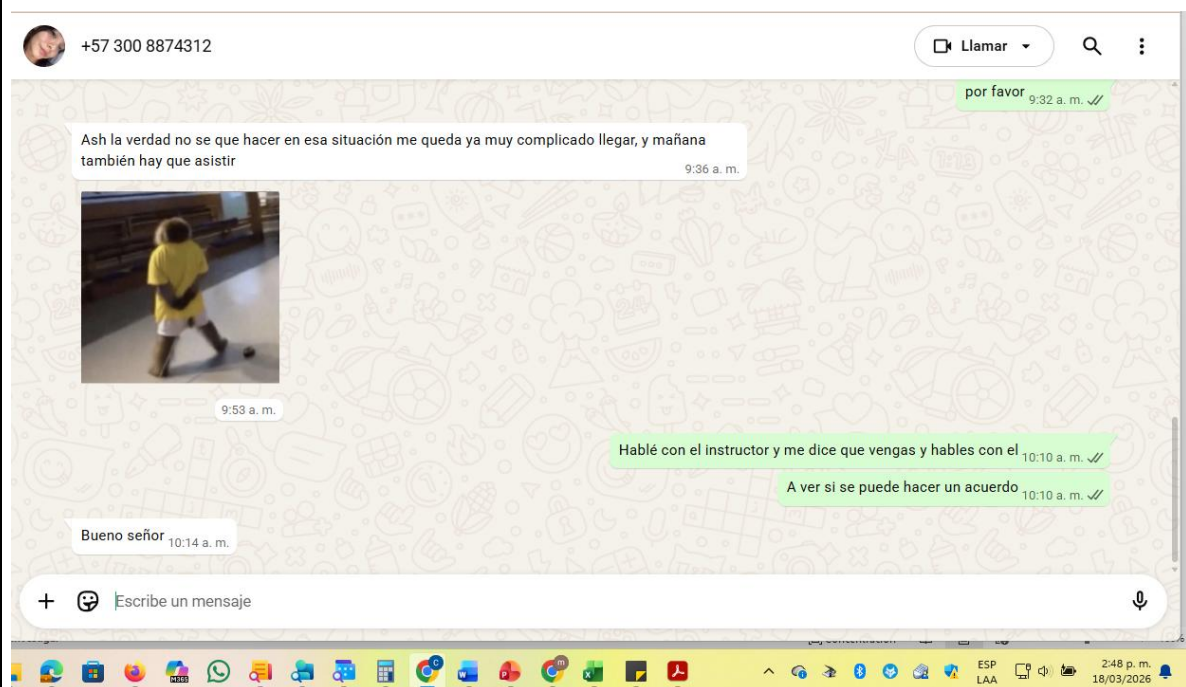 +57 300 8874312
Llamar
por favor 9:32 a. m.
Ash la verdad no se que hacer en esa situación me queda ya muy complicado llegar, y mañana
también hay que asistir
9:36 a. m.
9:53 a. m.
Hablé con el instructor y me dice que vengas y hables con el 10:10 a. m.
A ver si se puede hacer un acuerdo 10:10 a. m.
Bueno señor 10:14 a. m.
Escribe un mensaje
M365
ESP
LAA
2:48 p. m.
18/03/2026